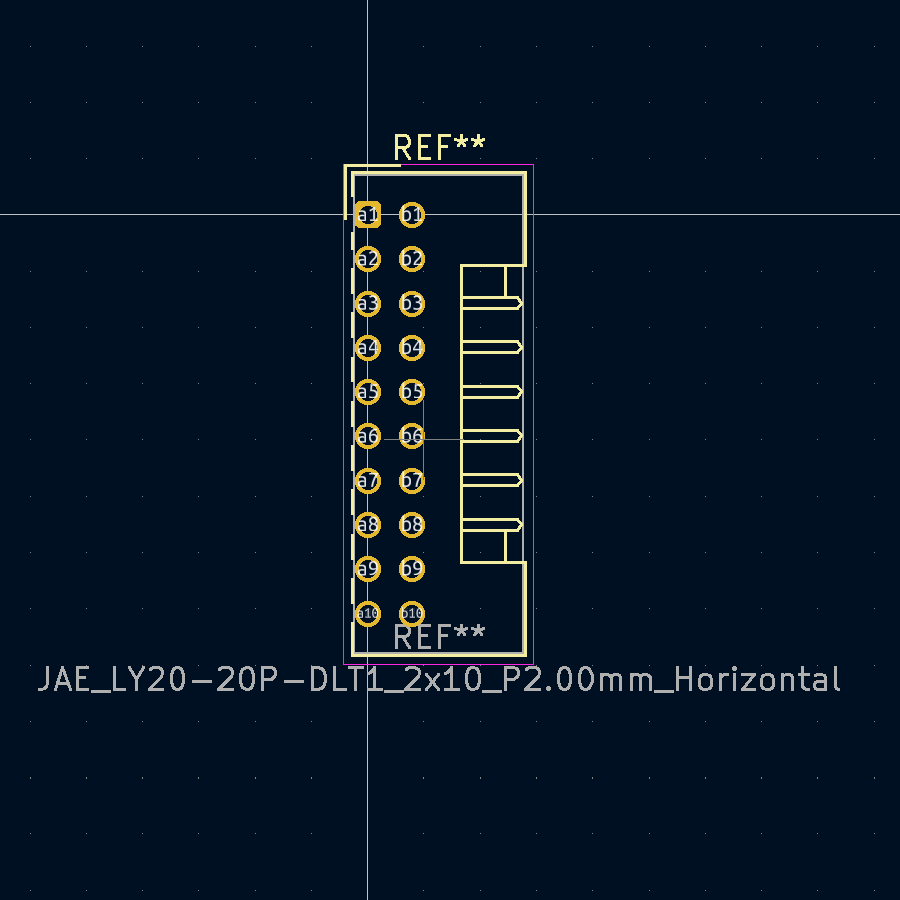 REF**
a1 b1
a2 b2
a3 b3
a4 b4
a5 b5
a6 b6
a7 b7
a8 b8
a9 b9
a10 b10
REF**
JAE_LY20-20P-DLT1_2x10_P2.00mm_Horizontal